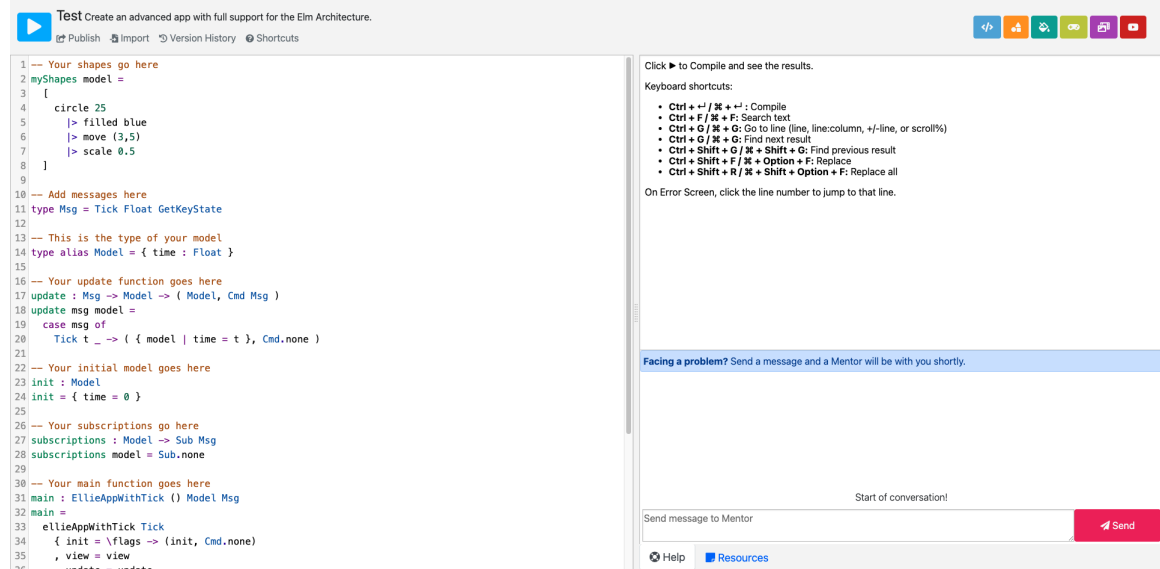 Test Create an advanced app with full support for the Elm Architecture.
Publish Import Version History Shortcuts
1 -- Your shapes go here
2 myShapes model =
3   [
4     circle 25
5       |> filled blue
6       |> move (3,5)
7       |> scale 0.5
8   ]
9
10 -- Add messages here
11 type Msg = Tick Float GetKeyState
12
13 -- This is the type of your model
14 type alias Model = { time : Float }
15
16 -- Your update function goes here
17 update : Msg -> Model -> ( Model, Cmd Msg )
18 update msg model =
19   case msg of
20     Tick t _ -> ( { model | time = t }, Cmd.none )
21
22 -- Your initial model goes here
23 init : Model
24 init = { time = 0 }
25
26 -- Your subscriptions go here
27 subscriptions : Model -> Sub Msg
28 subscriptions model = Sub.none
29
30 -- Your main function goes here
31 main : EllieAppWithTick () Model Msg
32 main =
33   ellieAppWithTick Tick
34     { init = \flags -> (init, Cmd.none)
35     , view = view
36     , update = update
Click ▶ to Compile and see the results.
Keyboard shortcuts:
• Ctrl + ↵ / ⌘ + ↵ : Compile
• Ctrl + F / ⌘ + F: Search text
• Ctrl + G / ⌘ + G: Go to line (line, line:column, +/-line, or scroll%)
• Ctrl + G / ⌘ + G: Find next result
• Ctrl + Shift + G / ⌘ + Shift + G: Find previous result
• Ctrl + Shift + F / ⌘ + Option + F: Replace
• Ctrl + Shift + R / ⌘ + Shift + Option + F: Replace all
On Error Screen, click the line number to jump to that line.
Facing a problem? Send a message and a Mentor will be with you shortly.
Start of conversation!
Send message to Mentor
Send
Help Resources